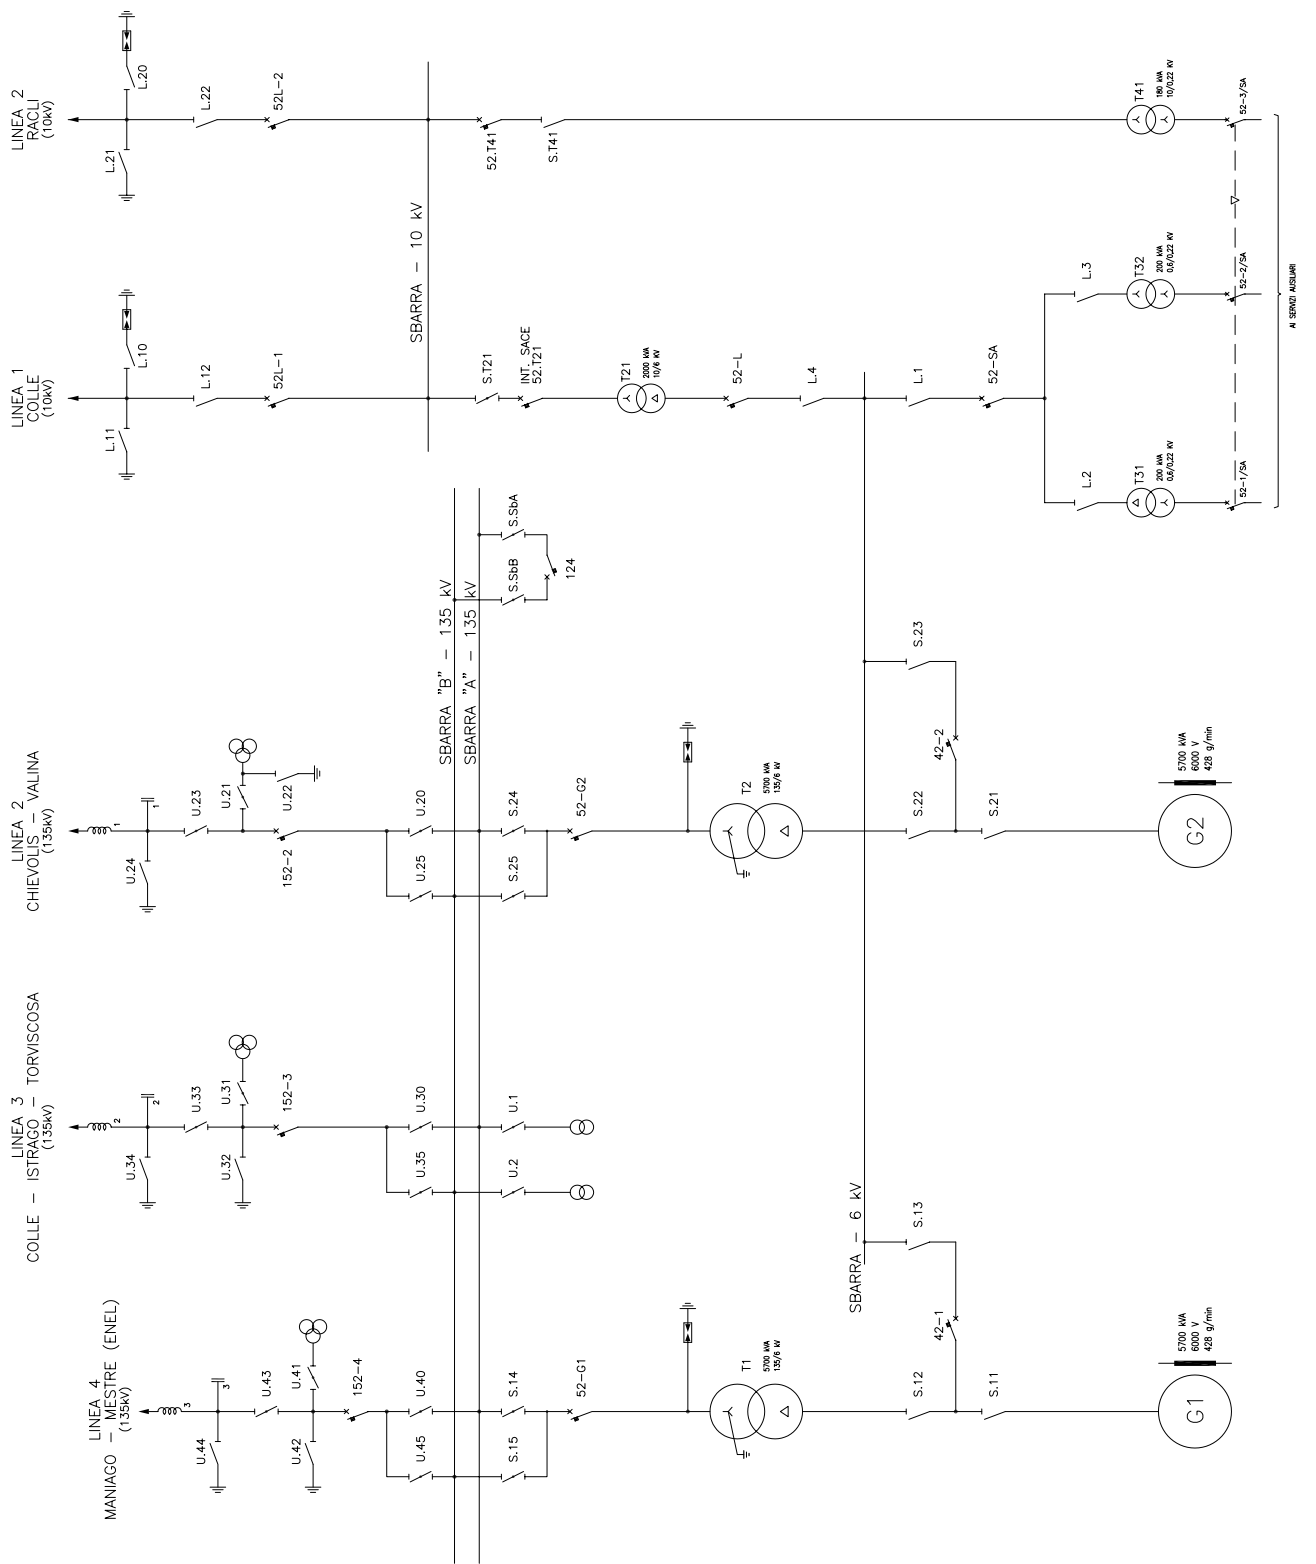 LINEA 4
MANIAGO – MESTRE (ENEL)
(135kV)
3
3
U.44
U.43
U.41
U.42
152-4
U.40
U.45
S.14
S.15
52-G1
T1
5700 kVA
135/6 kV
S.12
42-1
S.13
S.11
G1
5700 kVA
6000 V
428 g/min
LINEA 3
COLLE – ISTRAGO – TORVISCOSA
(135kV)
2
2
U.34
U.33
U.31
U.32
152-3
U.30
U.35
U.1
U.2
SBARRA – 6 kV
LINEA 2
CHIEVOLIS – VALINA
(135kV)
1
1
U.24
U.23
U.21
U.22
152-2
U.20
U.25
S.24
S.25
52-G2
T2
5700 kVA
135/6 kV
S.22
42-2
S.23
S.21
G2
5700 kVA
6000 V
428 g/min
SBARRA "B" – 135 kV
SBARRA "A" – 135 kV
S.SbB
S.SbA
124
LINEA 1
COLLE
(10kV)
L.11
L.10
L.12
52L-1
SBARRA – 10 kV
S.T21
INT. SACE
52.T21
T21
2000 kVA
10/6 KV
52-L
L.4
L.1
52-SA
L.2
L.3
T31
200 kVA
0,6/0,22 KV
T32
200 kVA
0,6/0,22 KV
52-1/SA
52-2/SA
LINEA 2
RACLI
(10kV)
L.21
L.20
L.22
52L-2
52.T41
S.T41
T41
180 kVA
10/0,22 KV
52-3/SA
AI SERVIZI AUSILIARI